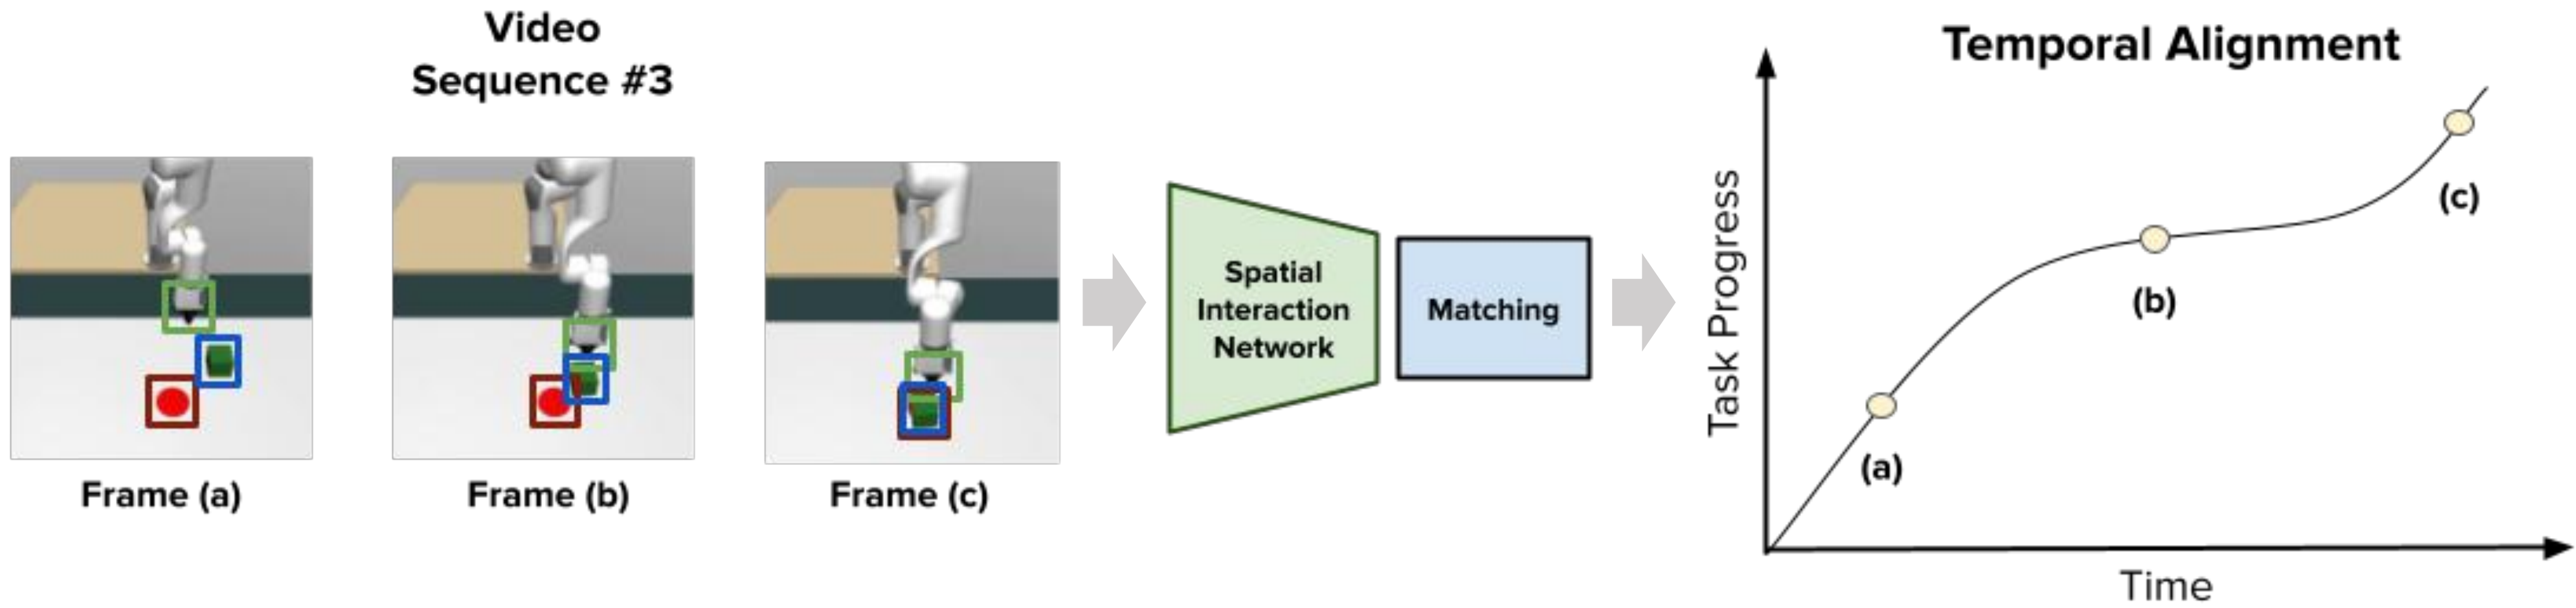 Video
Sequence #3
Frame (a)
Frame (b)
Frame (c)
Spatial
Interaction
Network
Matching
Temporal Alignment
Task Progress
(a)
(b)
(c)
Time